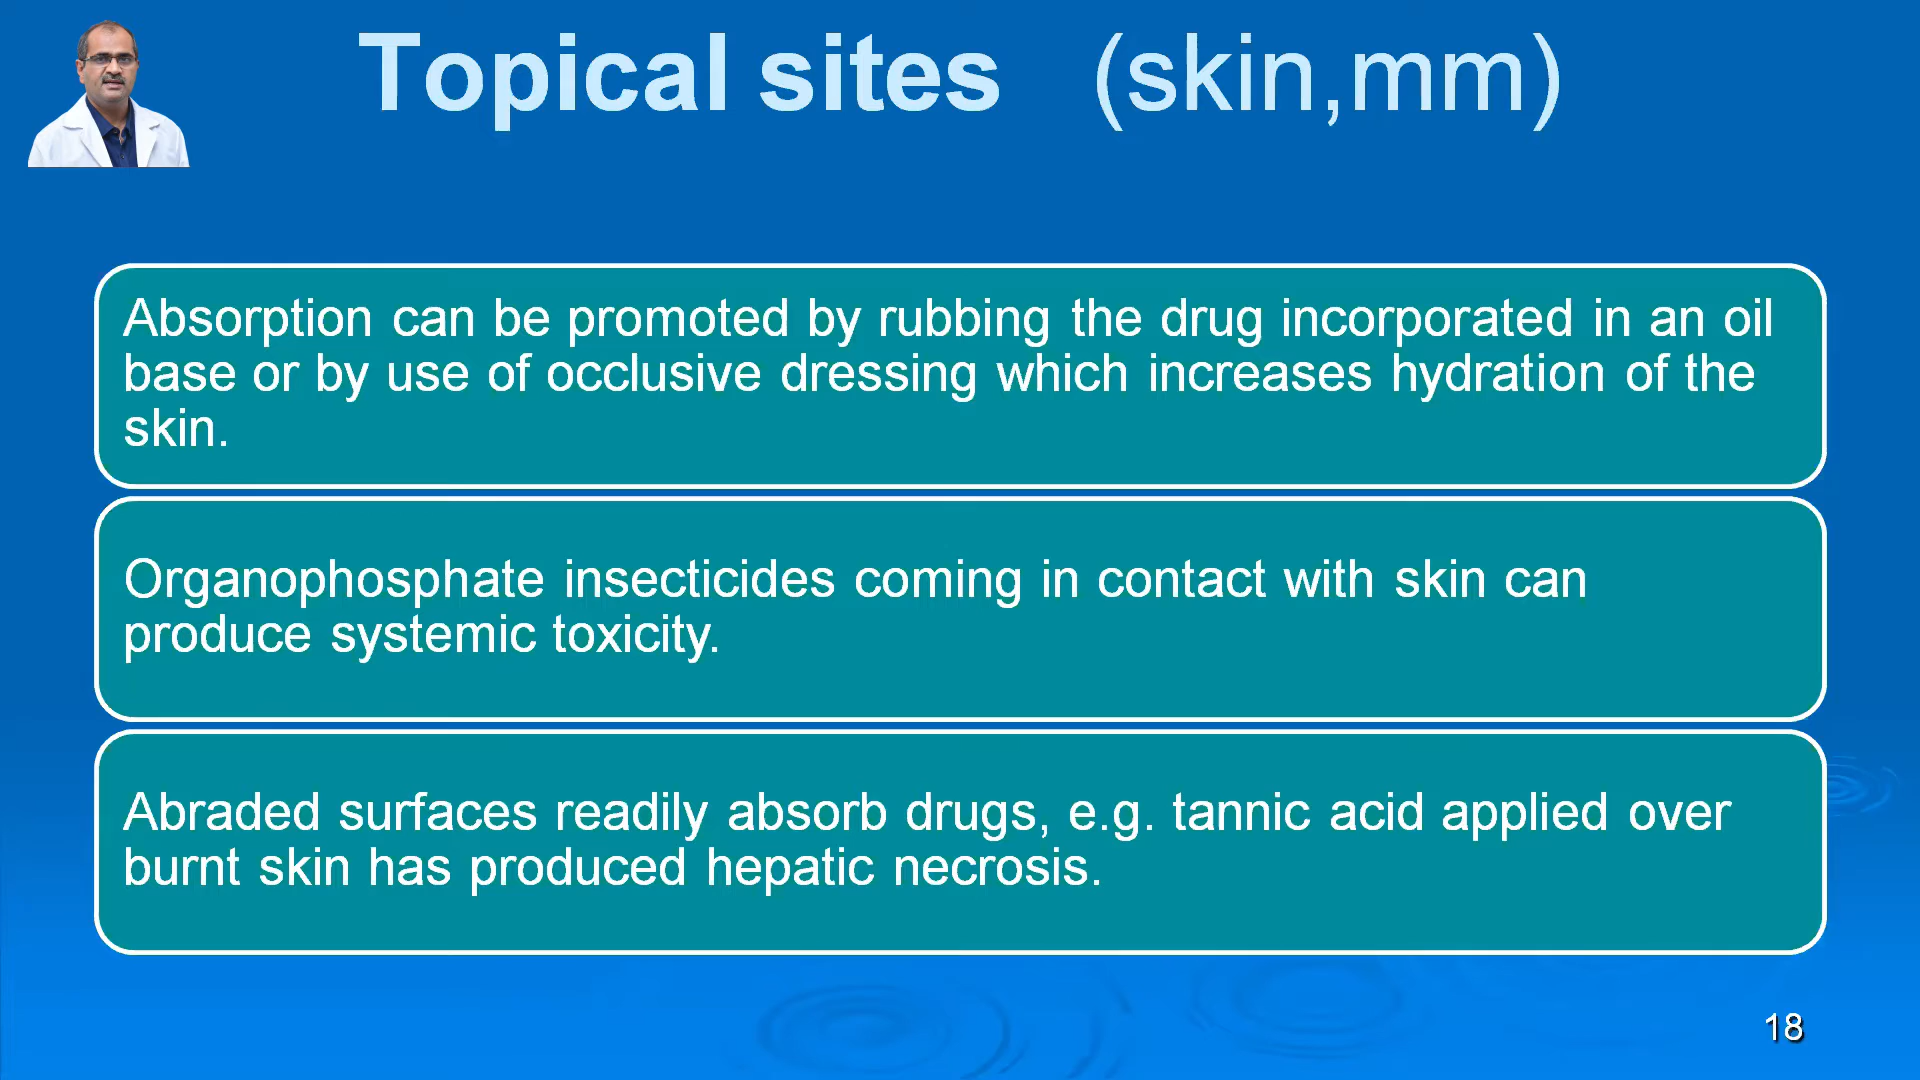 Topical sites (skin,mm)
Absorption can be promoted by rubbing the drug incorporated in an oil
base or by use of occlusive dressing which increases hydration of the
skin.
Organophosphate insecticides coming in contact with skin can
produce systemic toxicity.
Abraded surfaces readily absorb drugs, e.g. tannic acid applied over
burnt skin has produced hepatic necrosis.
18